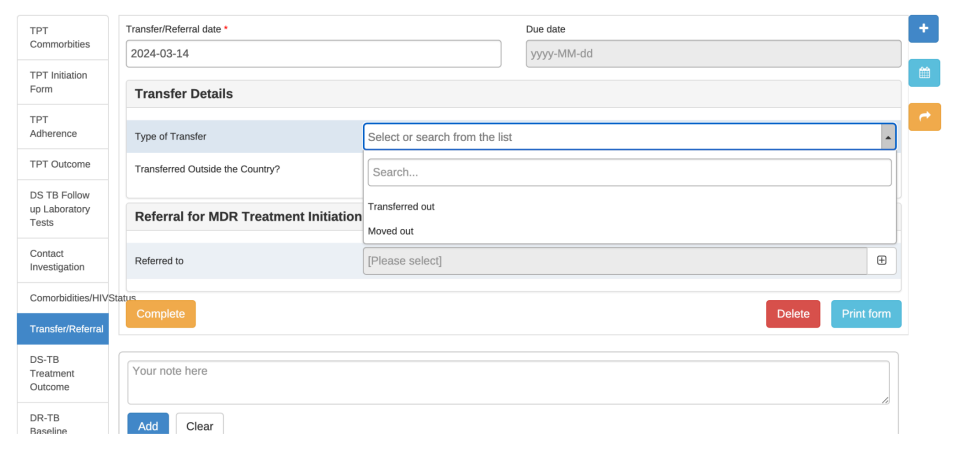 TPT
Commorbities
TPT Initiation
Form
TPT
Adherence
TPT Outcome
DS TB Follow
up Laboratory
Tests
Contact
Investigation
Comorbidities/HIVStatus
Transfer/Referral
DS-TB
Treatment
Outcome
DR-TB
Baseline
Transfer/Referral date *
Due date
2024-03-14
yyyy-MM-dd
Transfer Details
Type of Transfer
Select or search from the list
Search...
Transferred out
Moved out
Transferred Outside the Country?
Referral for MDR Treatment Initiation
Referred to
[Please select]
Complete
Delete
Print form
Your note here
Add
Clear